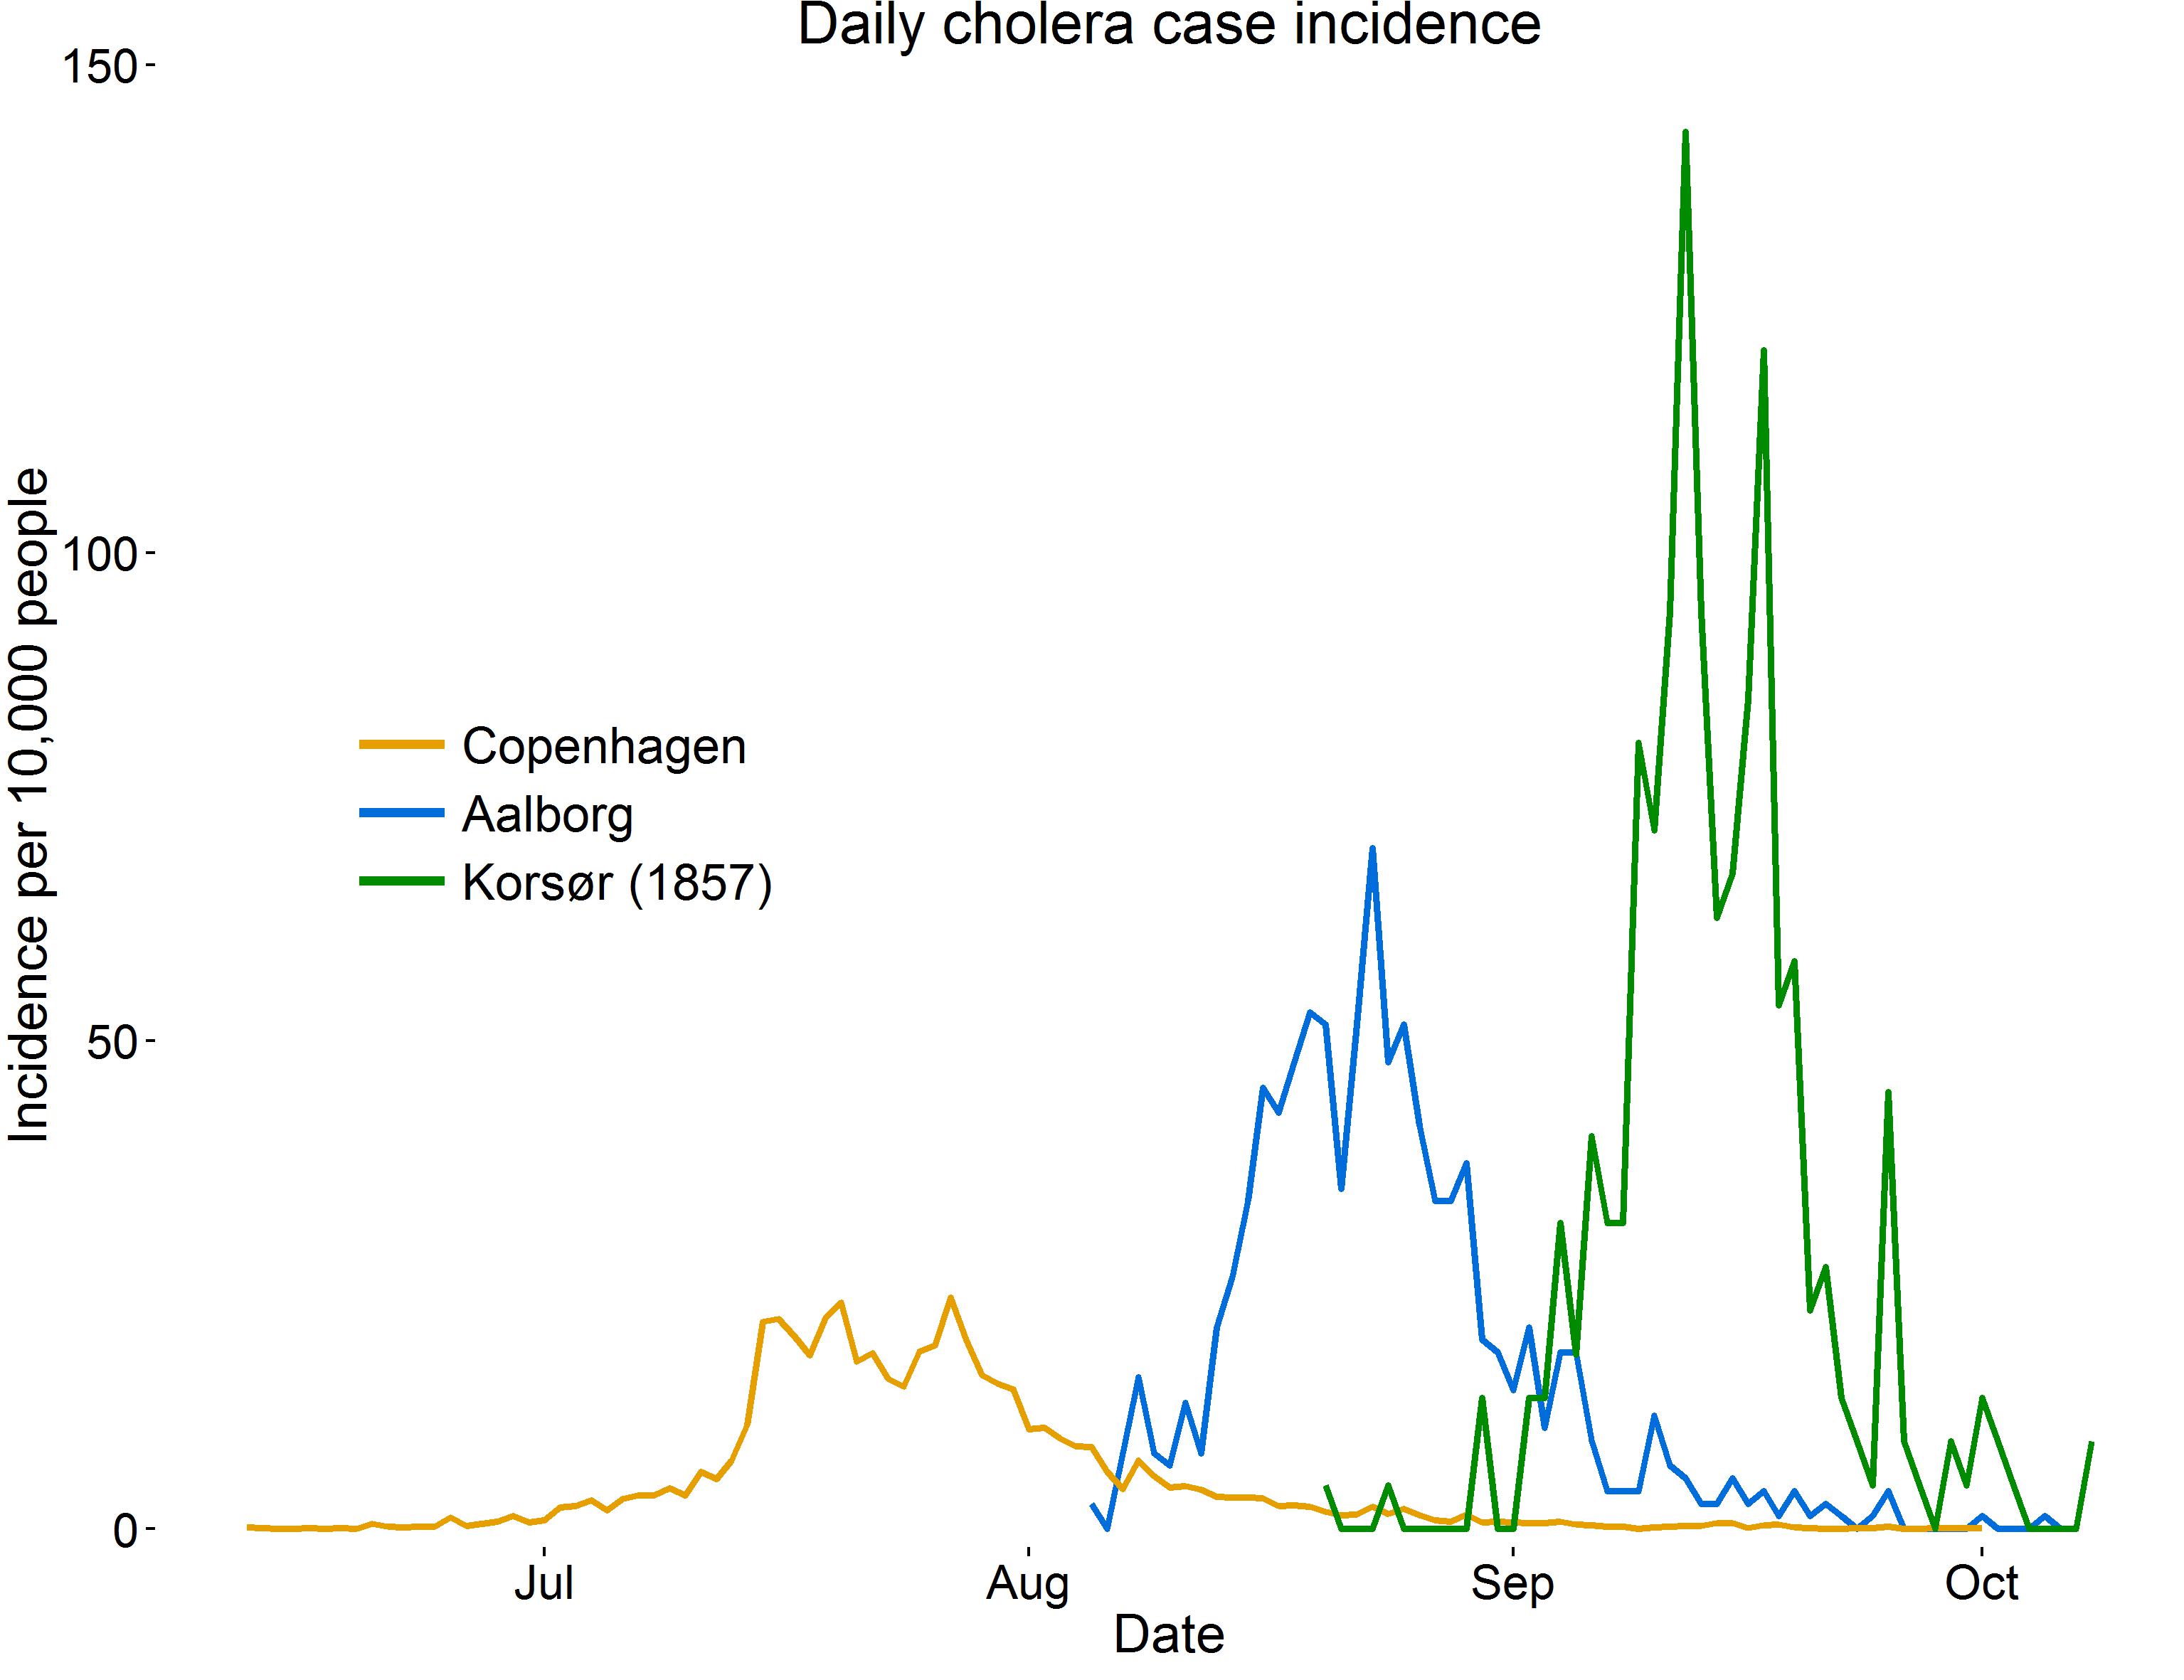 Daily cholera case incidence
150
100
50
0
Incidence per 10,000 people
Copenhagen
Aalborg
Korsør (1857)
Jul
Aug
Sep
Oct
Date